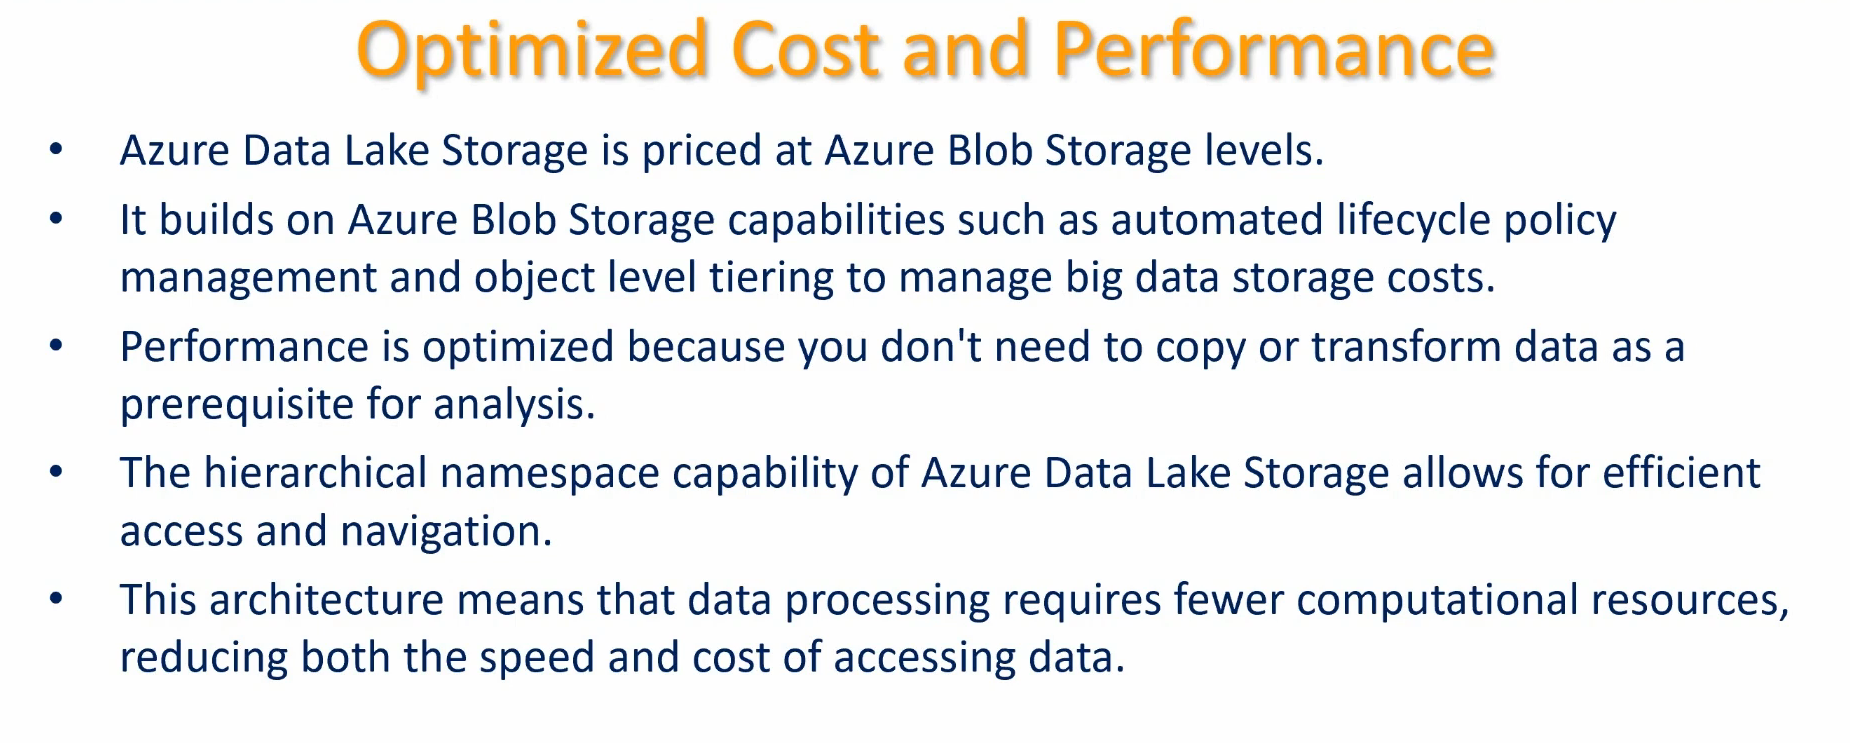 Optimized Cost and Performance
• Azure Data Lake Storage is priced at Azure Blob Storage levels.
• It builds on Azure Blob Storage capabilities such as automated lifecycle policy
management and object level tiering to manage big data storage costs.
• Performance is optimized because you don't need to copy or transform data as a
prerequisite for analysis.
• The hierarchical namespace capability of Azure Data Lake Storage allows for efficient
access and navigation.
• This architecture means that data processing requires fewer computational resources,
reducing both the speed and cost of accessing data.